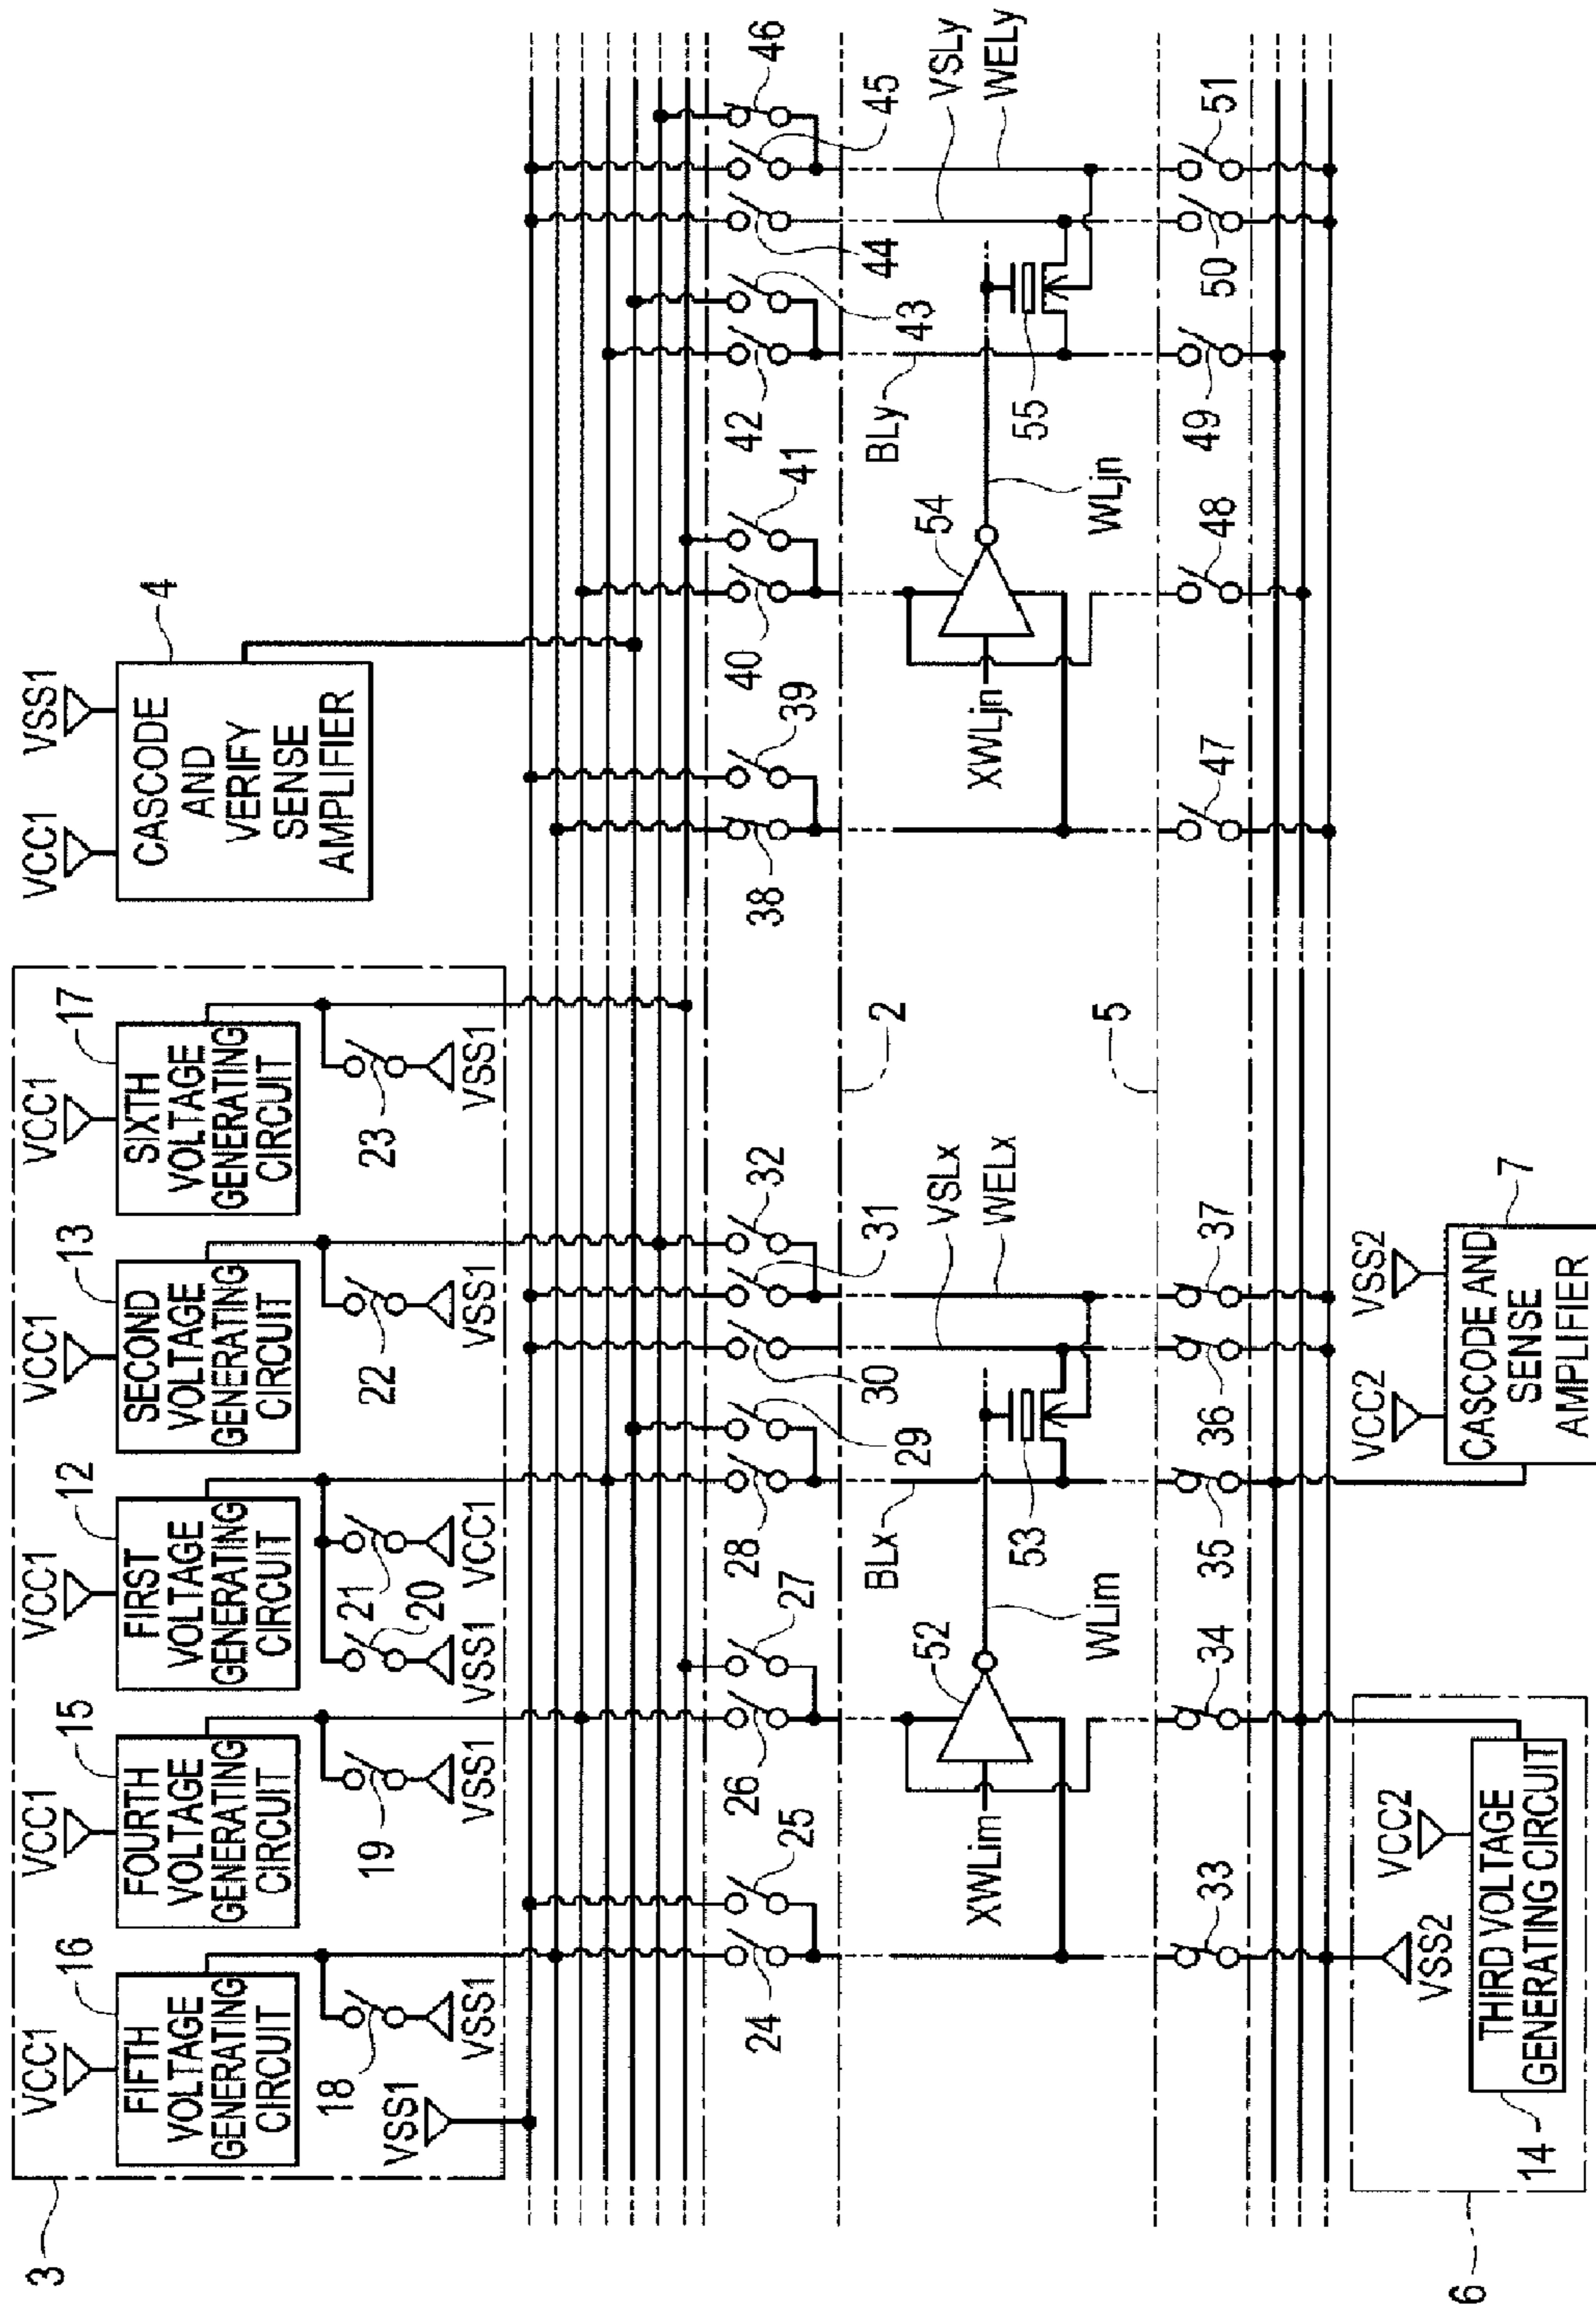 VCC1
VCC1
VCC1
VCC1
VCC1
VCC1
VSS1
16
15
12
13
17
4
3
FIFTH
VOLTAGE
GENERATING
CIRCUIT
FOURTH
VOLTAGE
GENERATING
CIRCUIT
FIRST
VOLTAGE
GENERATING
CIRCUIT
SECOND
VOLTAGE
GENERATING
CIRCUIT
SIXTH
VOLTAGE
GENERATING
CIRCUIT
CASCODE
AND
VERIFY
SENSE
AMPLIFIER
18
VSS1
VSS1
19
VSS1
20
VSS1
21
VCC1
22
VSS1
23
VSS1
24
25
26
27
28
29
30
31
32
38
39
40
41
42
43
44
45
46
2
XWLim
52
WLim
BLx
53
VSLx
WELx
XWLjn
54
WLjn
BLy
55
VSLy
WELy
5
33
34
35
36
37
47
48
49
50
51
6
VSS2
VCC2
14
THIRD VOLTAGE
GENERATING CIRCUIT
VCC2
VSS2
7
CASCODE AND
SENSE
AMPLIFIER